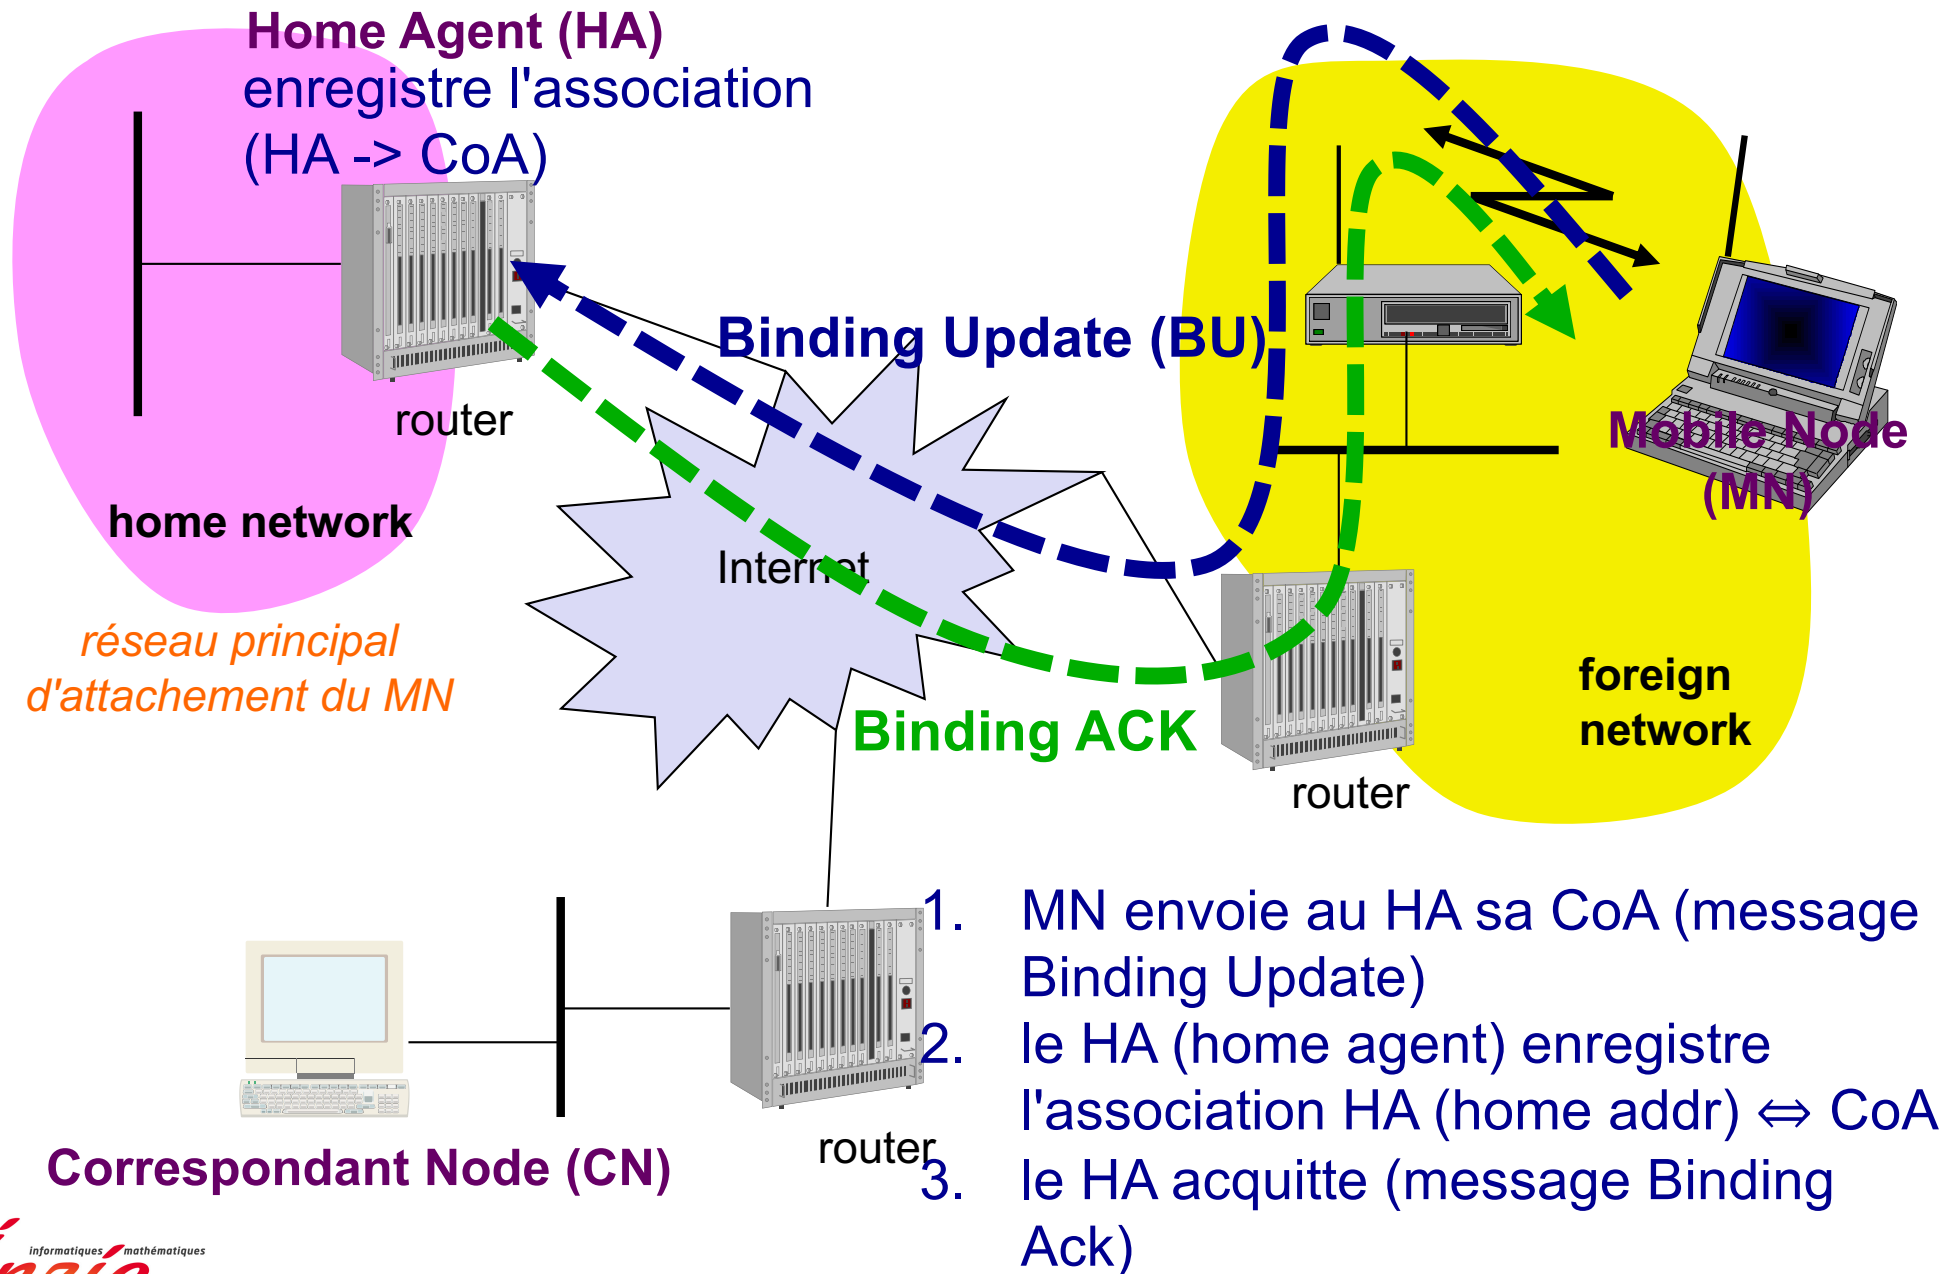 Home Agent (HA)
enregistre l'association
(HA -> CoA)
Binding Update (BU)
router
Mobile Node
(MN)
home network
Internet
réseau principal
d'attachement du MN
foreign
network
Binding ACK
router
1. MN envoie au HA sa CoA (message
Binding Update)
2. le HA (home agent) enregistre
l'association HA (home addr) ⇔ CoA
3. le HA acquitte (message Binding
Ack)
router
Correspondant Node (CN)
informatiques mathématiques